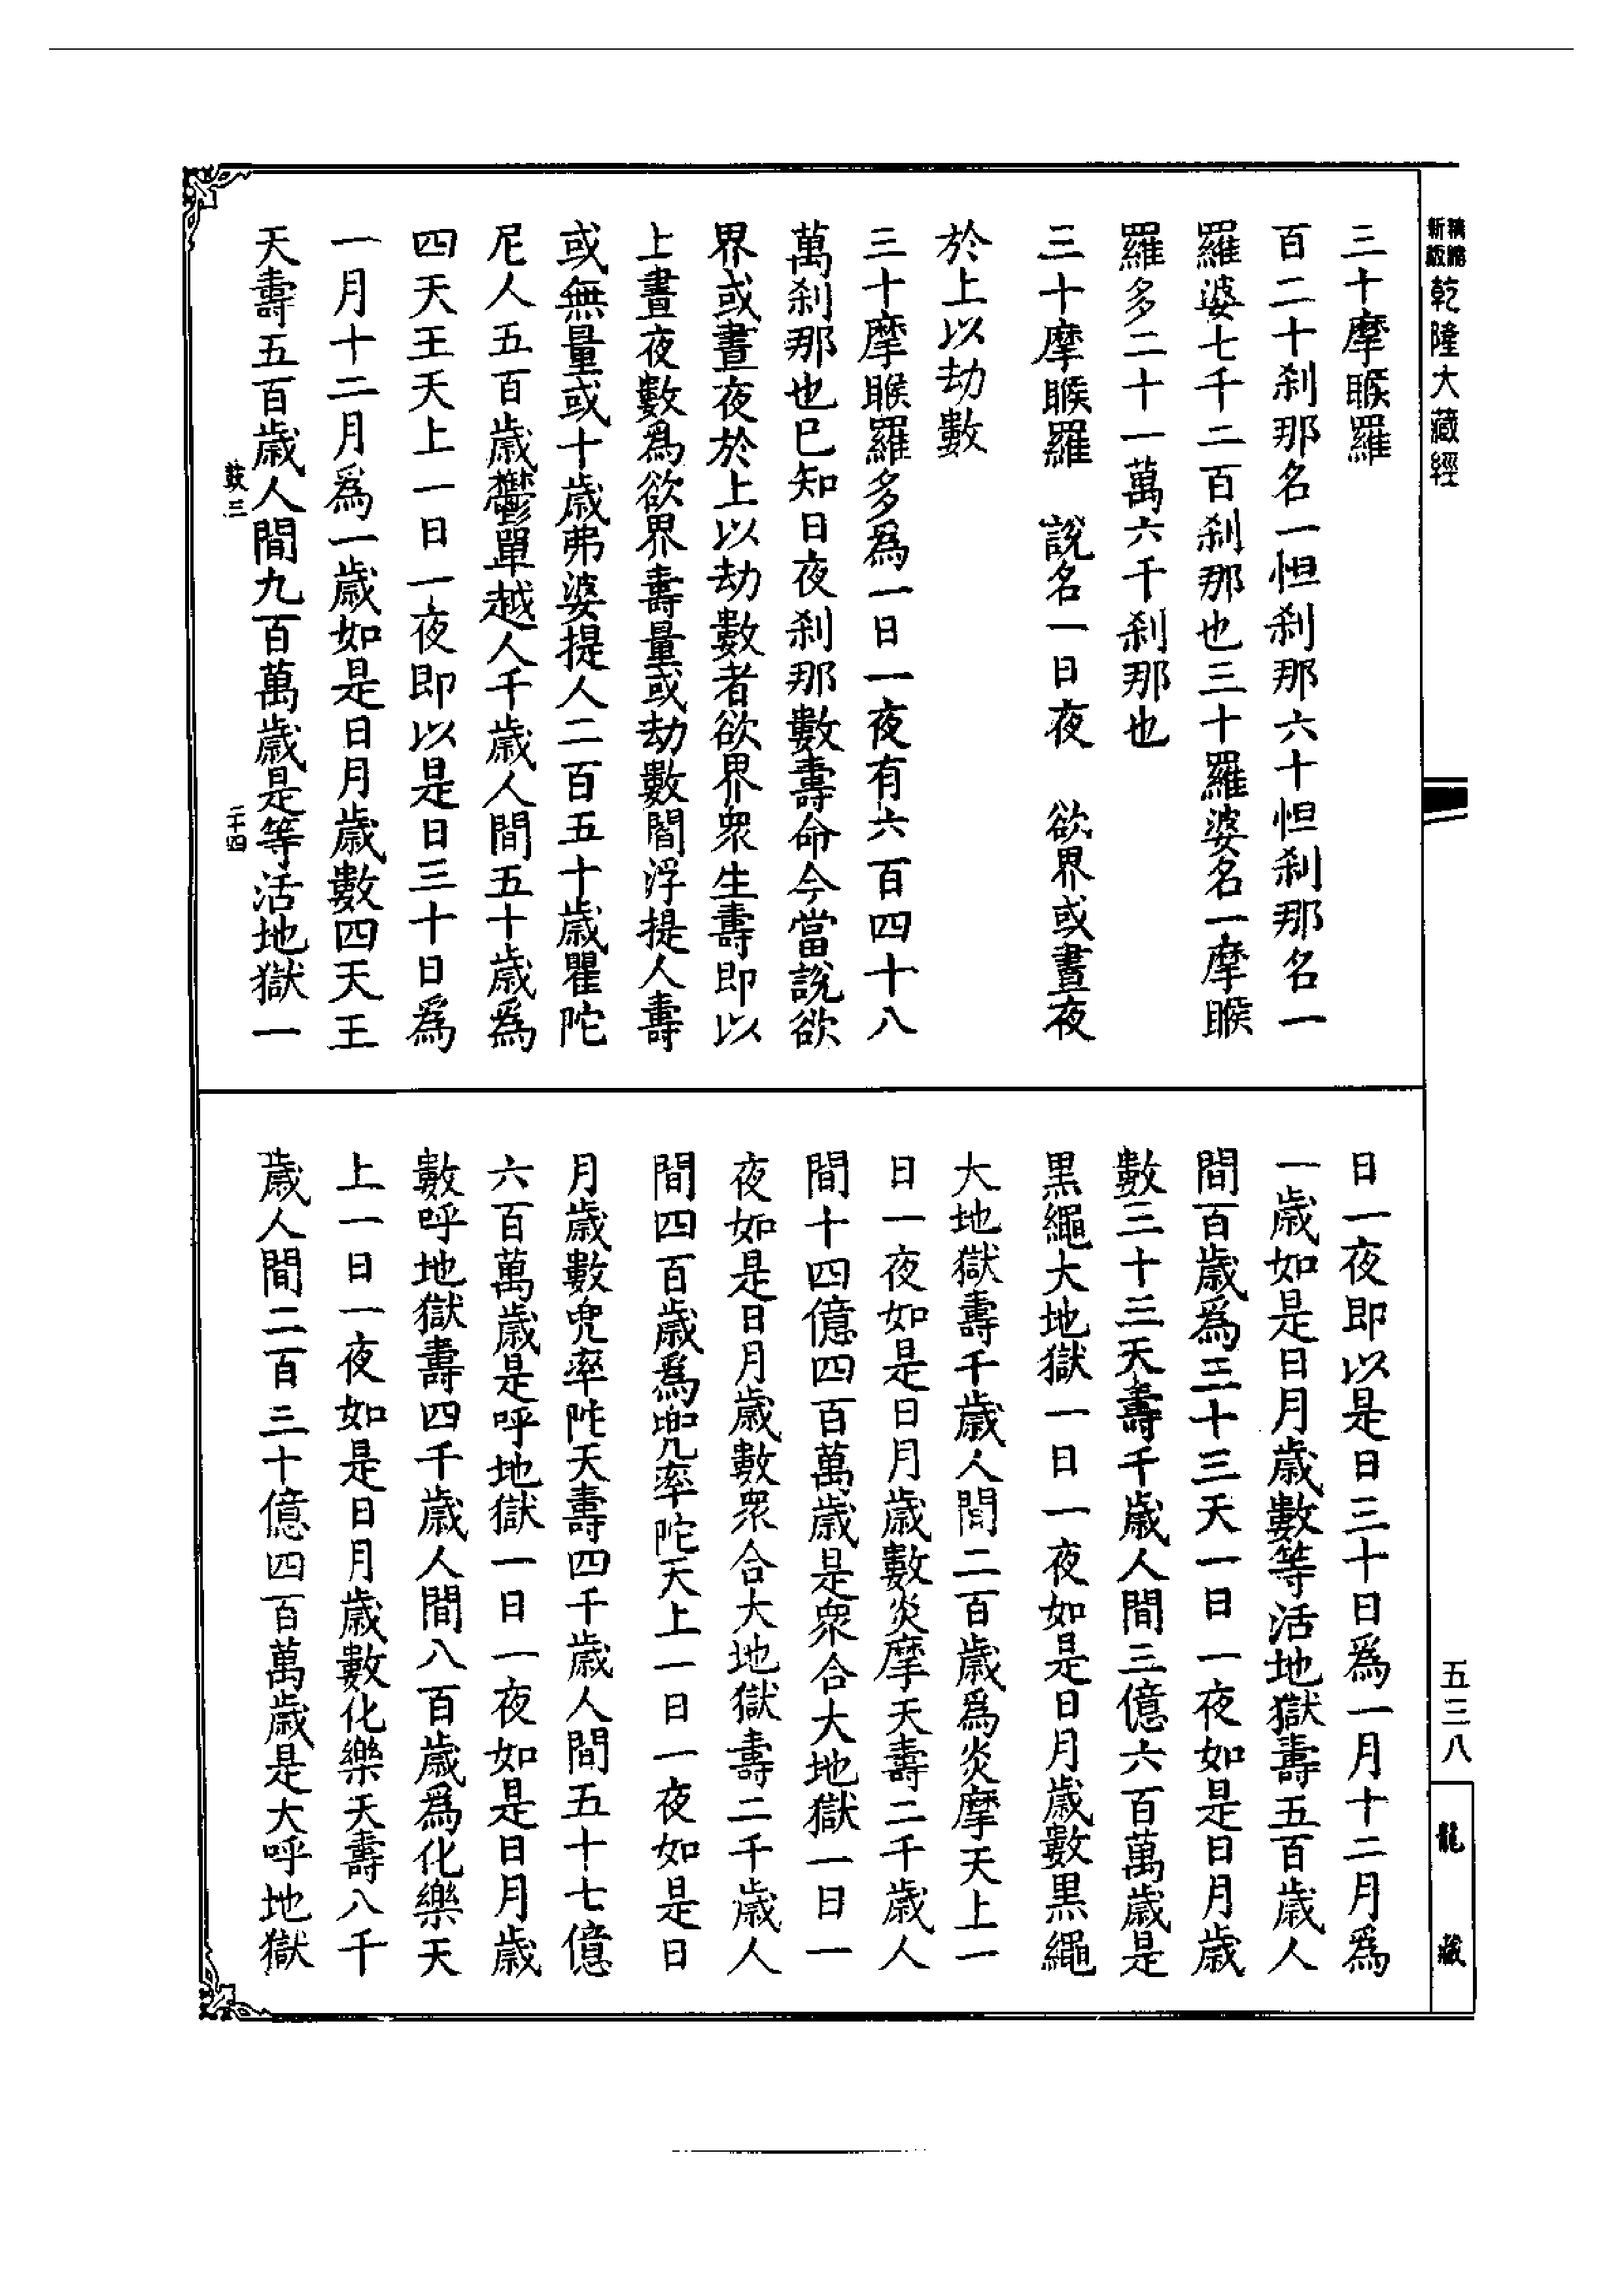 新版
精縮
乾隆大藏經
五三八
龍藏
三十摩睺羅
百二十刹那名一怛刹那六十怛刹那名一
羅婆七千二百刹那也三十羅婆名一摩睺
羅多二十一萬六千刹那也
三十摩睺羅　說名一日夜　欲界或晝夜
於上以劫數
三十摩睺羅多爲一日一夜有六百四十八
萬刹那也已知日夜刹那數壽命今當說欲
界或晝夜於上以劫數者欲界衆生壽即以
上晝夜數爲欲界壽量或劫數閻浮提人壽
或無量或十歲弗婆提人二百五十歲瞿陀
尼人五百歲鬱單越人千歲人間五十歲爲
四天王天上一日一夜即以是日三十日爲
一月十二月爲一歲如是日月歲數四天王
天壽五百歲人間九百萬歲是等活地獄一
鼓三
二十四
日一夜即以是日三十日爲一月十二月爲
一歲如是日月歲數等活地獄壽五百歲人
間百歲爲三十三天一日一夜如是日月歲
數三十三天壽千歲人間三億六百萬歲是
黒繩大地獄一日一夜如是日月歲數黒繩
大地獄壽千歲人間二百歲爲炎摩天上一
日一夜如是日月歲數炎摩天壽二千歲人
間十四億四百萬歲是衆合大地獄一日一
夜如是日月歲數衆合大地獄壽二千歲人
間四百歲爲兜率陀天上一日一夜如是日
月歲數兜率陀天壽四千歲人間五十七億
六百萬歲是呼地獄一日一夜如是日月歲
數呼地獄壽四千歲人間八百歲爲化樂天
上一日一夜如是日月歲數化樂天壽八千
歲人間二百三十億四百萬歲是大呼地獄